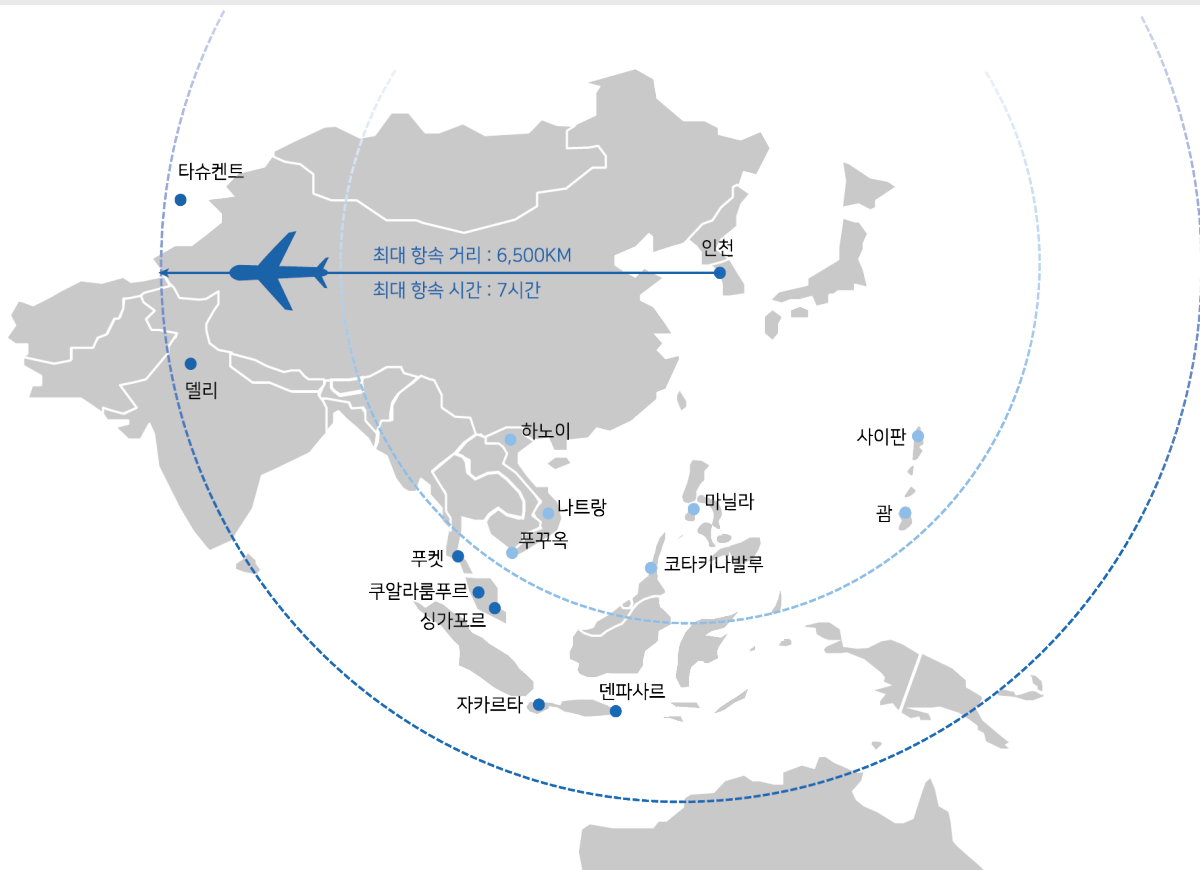 타슈켄트
인천
최대 항속 거리 : 6,500KM
최대 항속 시간 : 7시간
델리
하노이
사이판
나트랑
마닐라
괌
푸꾸옥
푸켓
코타키나발루
쿠알라룸푸르
싱가포르
덴파사르
자카르타